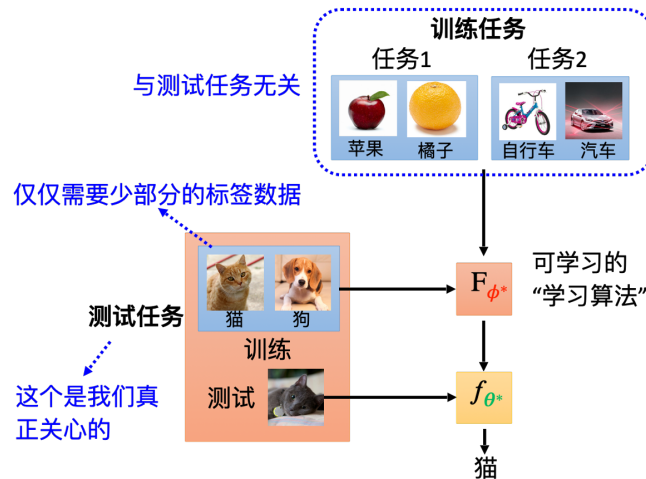 训练任务
任务1 任务2
与测试任务无关
苹果 橘子 自行车 汽车
仅仅需要少部分的标签数据
可学习的
“学习算法”
Fϕ*
猫 狗
测试任务
训练
测试
fθ*
这个是我们真
正关心的
猫